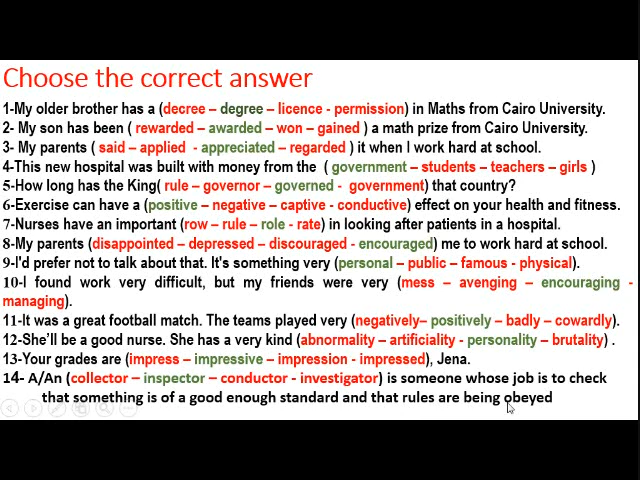 Choose the correct answer
1-My older brother has a (decree – degree – licence - permission) in Maths from Cairo University.
2- My son has been ( rewarded – awarded – won – gained ) a math prize from Cairo University.
3- My parents ( said – applied - appreciated – regarded ) it when I work hard at school.
4-This new hospital was built with money from the ( government – students – teachers – girls )
5-How long has the King( rule – governor – governed - government) that country?
6-Exercise can have a (positive – negative – captive - conductive) effect on your health and fitness.
7-Nurses have an important (row – rule – role - rate) in looking after patients in a hospital.
8-My parents (disappointed – depressed – discouraged - encouraged) me to work hard at school.
9-I'd prefer not to talk about that. It's something very (personal – public – famous - physical).
10-I found work very difficult, but my friends were very (mess – avenging – encouraging -
managing).
11-It was a great football match. The teams played very (negatively– positively – badly – cowardly) .
12-She’ll be a good nurse. She has a very kind (abnormality – artificiality - personality – brutality) .
13-Your grades are (impress – impressive – impression - impressed), Jena.
14- A/An (collector – inspector – conductor - investigator) is someone whose job is to check
that something is of a good enough standard and that rules are being obeyed